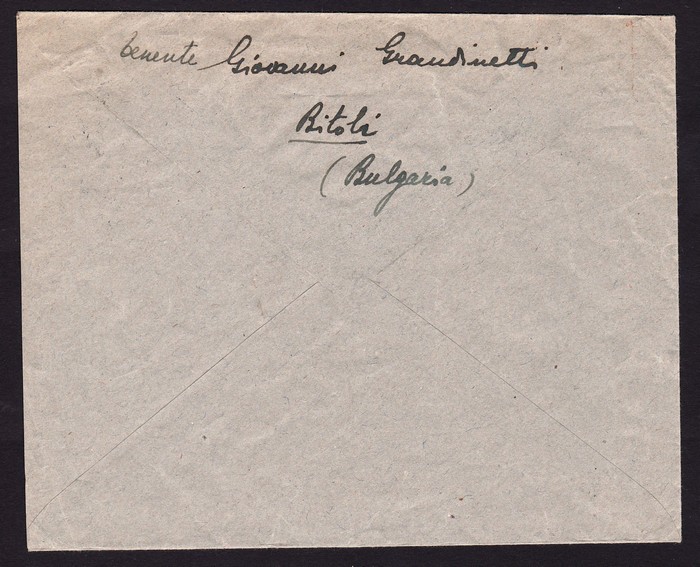 tenente Giovanni Grandinetti
Bitoli
(Bulgaria)